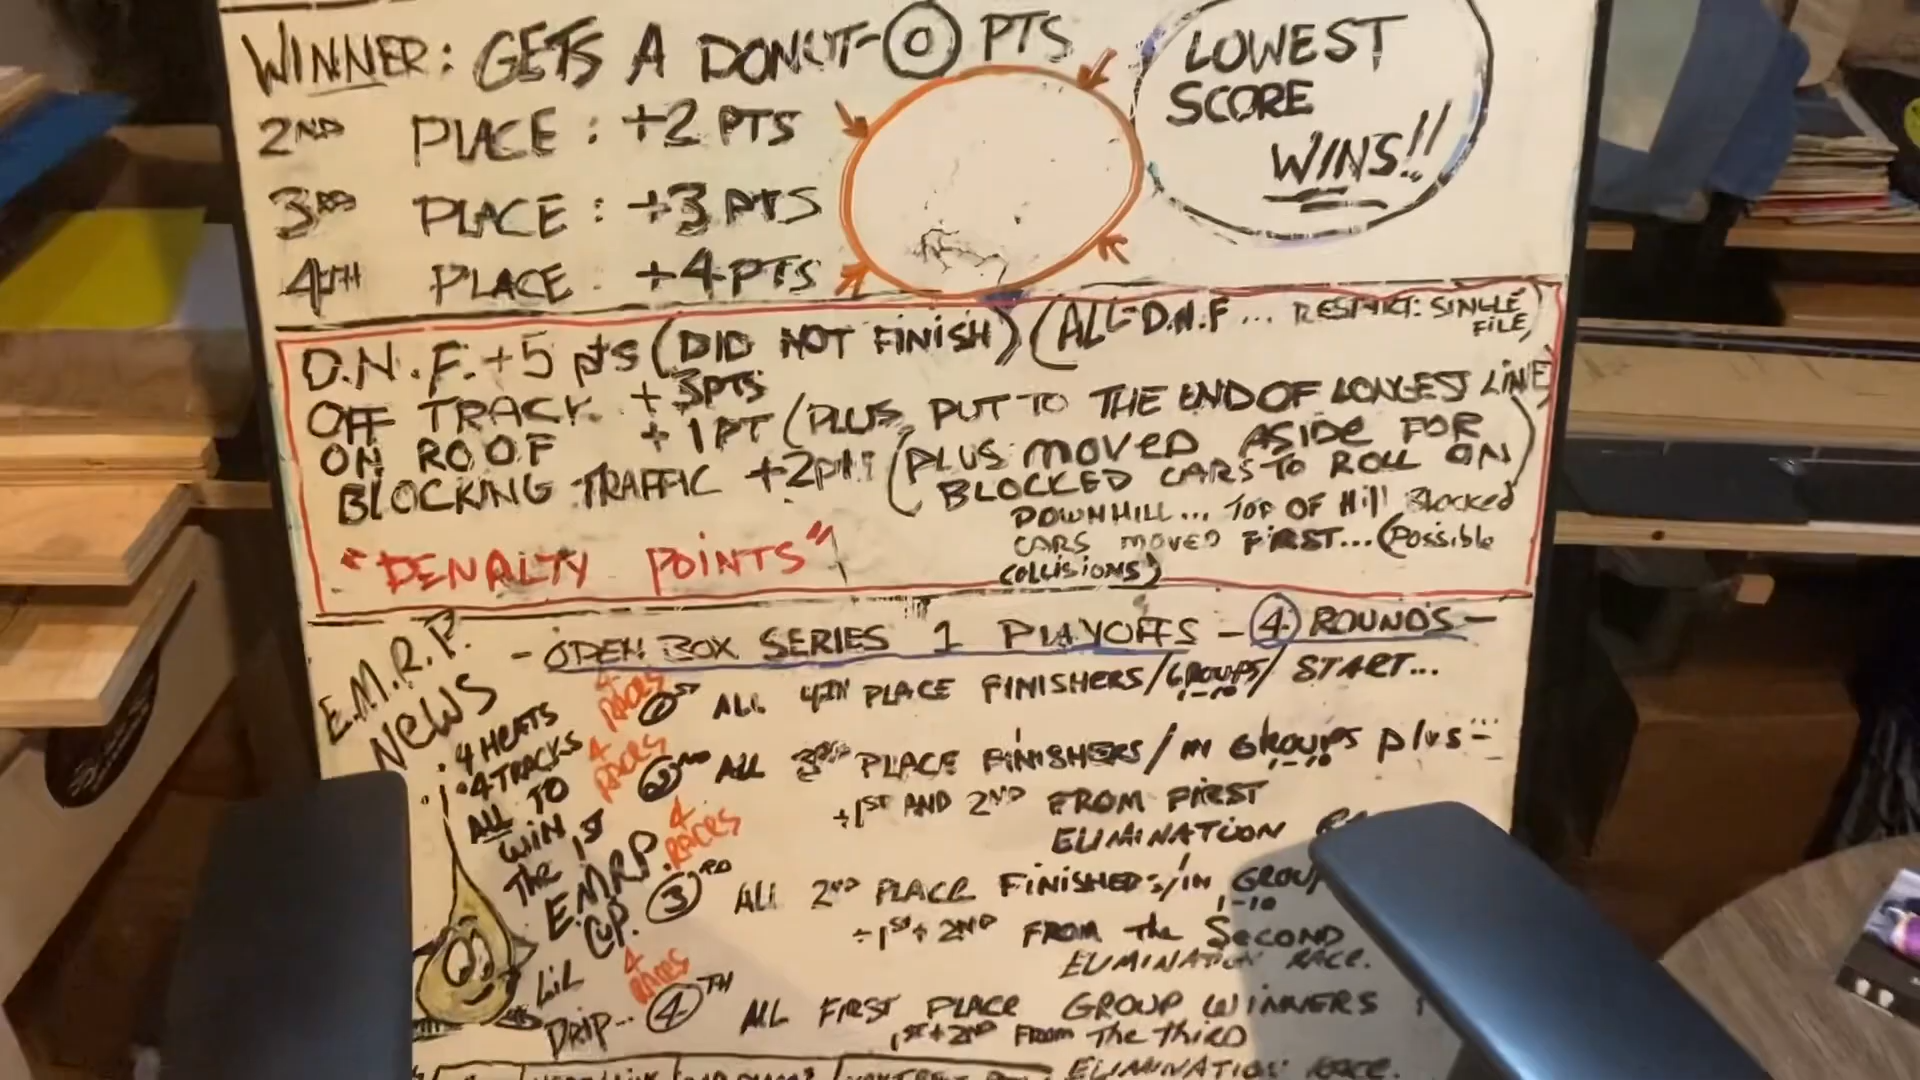 WINNER: GETS A DONUT-0 PTS
2ND PLACE: +2 PTS
3RD PLACE: +3 PTS
4TH PLACE: +4 PTS
LOWEST
SCORE
WINS!!
D.N.F. +5 pts (DID NOT FINISH) (ALL-D.N.F... RESTART: SINGLE
FILE)
OFF TRACK +3PTS
ON ROOF +1PT (PLUS, PUT TO THE END OF LONGEST LINE)
BLOCKING TRAFFIC +2pts (PLUS MOVED ASIDE FOR
BLOCKED CARS TO ROLL ON)
DOWNHILL... TOP OF Hill Blocked
CARS MOVED FIRST... (Possible
COLLISIONS)
"PENALTY POINTS"
E.M.R.P.
NEWS
. 4 HEATS
. 4 TRACKS
ALL TO
WIN
THE 1ST
E.M.R.P.
CUP.
LIL
DRIP...
- OPEN BOX SERIES 1 PLAYOFFS - 4 ROUNDS -
4 RACES
1ST ALL 4TH PLACE FINISHERS/GROUPS/ START...
1-10
4 RACES
2ND ALL 3RD PLACE FINISHERS/IN GROUPS plus...
1-10
+1ST AND 2ND FROM FIRST
ELIMINATION
4 RACES
3RD ALL 2ND PLACE FINISHED:/IN GROUP
1-10
+1ST+2ND FROM the SECOND
ELIMINATION RACE.
4 RACES
4TH ALL FIRST PLACE GROUP WINNERS
1ST+2ND FROM The third
ELIMINATION RACE.